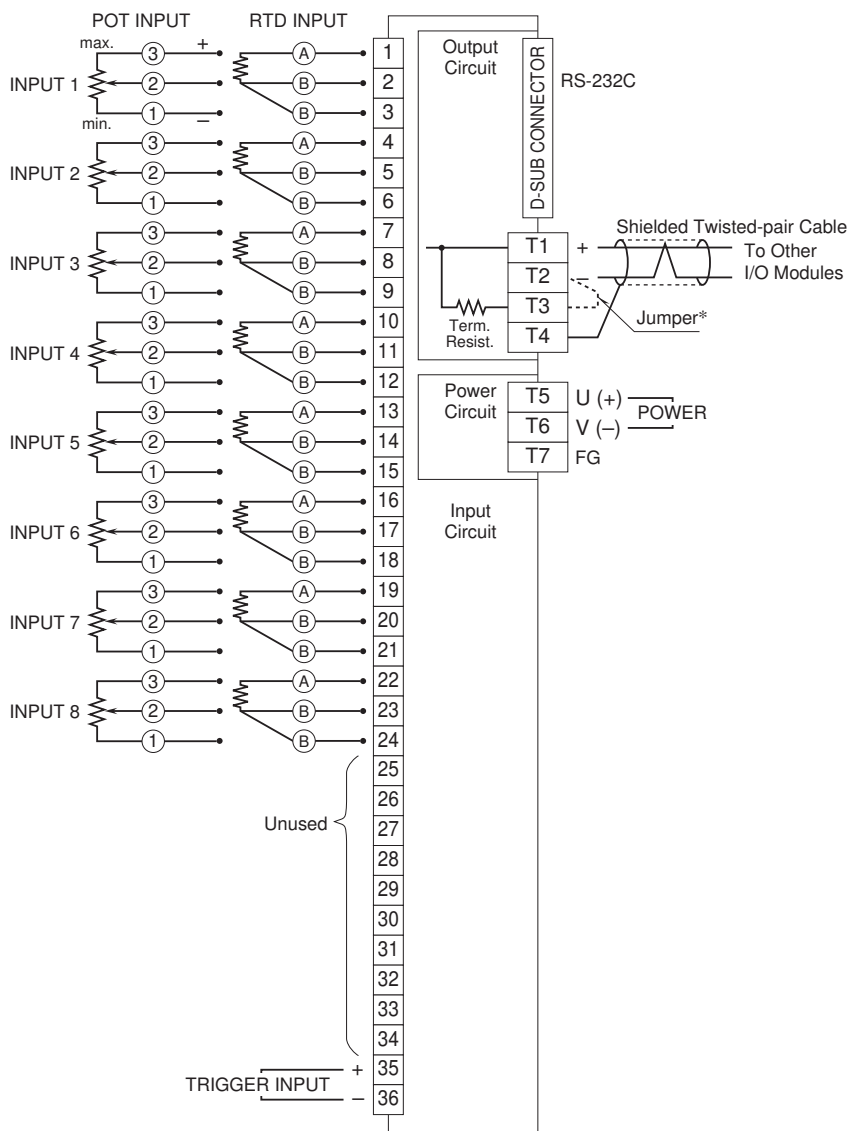 POT INPUT RTD INPUT
max. 3 + A 1 Output Circuit D-SUB CONNECTOR RS-232C
INPUT 1 2 B 2
min. 1 – B 3
3 A 4
INPUT 2 2 B 5
1 B 6
3 A 7 T1 + Shielded Twisted-pair Cable
INPUT 3 2 B 8 T2 – To Other I/O Modules
1 B 9 T3 Jumper*
3 A 10 Term. Resist. T4
INPUT 4 2 B 11
1 B 12
3 A 13 Power Circuit T5 U (+) POWER
INPUT 5 2 B 14 T6 V (–)
1 B 15 T7 FG
3 A 16 Input Circuit
INPUT 6 2 B 17
1 B 18
3 A 19
INPUT 7 2 B 20
1 B 21
3 A 22
INPUT 8 2 B 23
1 B 24
25
26
Unused 27
28
29
30
31
32
33
34
TRIGGER INPUT + 35
– 36